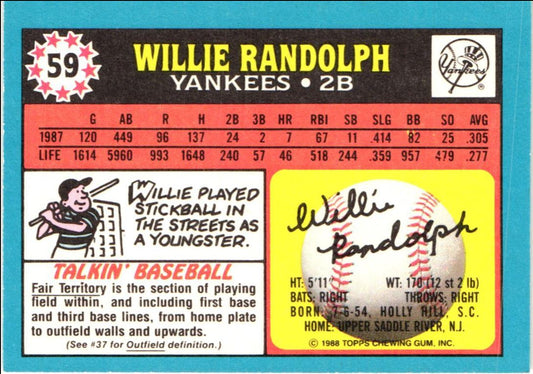 59
WILLIE RANDOLPH
YANKEES • 2B
Yankees ®
G AB R H 2B 3B HR RBI SB SLG BB SO AVG
1987 120 449 96 137 24 2 7 67 11 .414 82 25 .305
LIFE 1614 5960 993 1648 240 57 46 518 244 .359 957 479 .277
WILLIE PLAYED
STICKBALL IN
THE STREETS AS
A YOUNGSTER.
TALKIN' BASEBALL
Fair Territory is the section of playing
field within, and including first base
and third base lines, from home plate
to outfield walls and upwards.
(See #37 for Outfield definition.)
Willie
Randolph
HT: 5'11" WT: 170 (12 st 2 lb)
BATS: RIGHT THROWS: RIGHT
BORN: 7-6-54, HOLLY HILL, S.C.
HOME: UPPER SADDLE RIVER, N.J.
© 1988 TOPPS CHEWING GUM, INC.